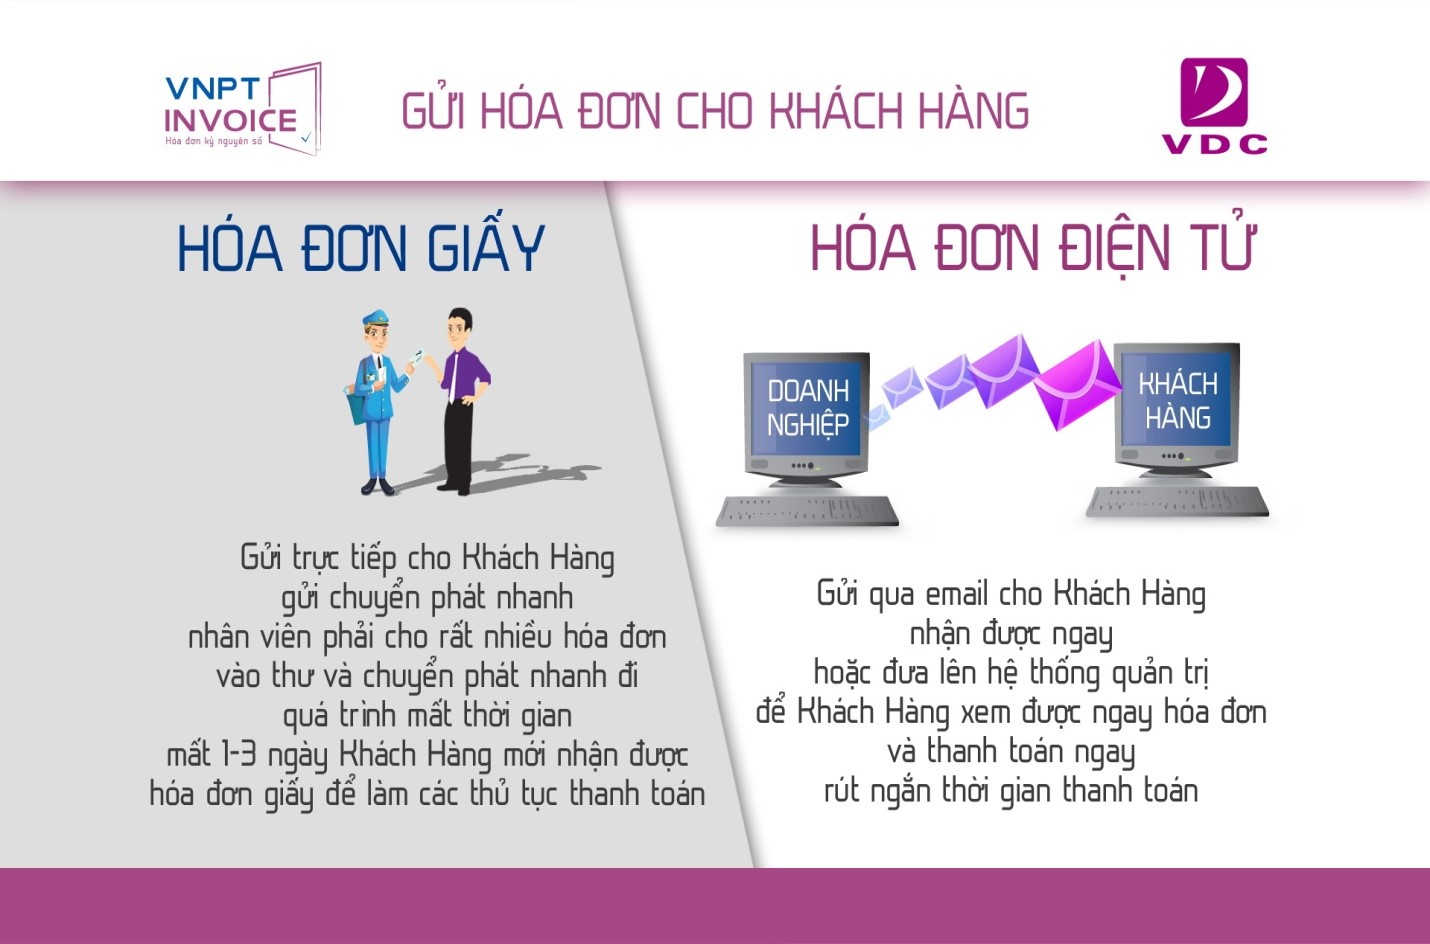 VNPT
INVOICE
Hóa đơn kỷ nguyên số
GỬI HÓA ĐƠN CHO KHÁCH HÀNG
VDC
HÓA ĐƠN GIẤY
Gửi trực tiếp cho Khách Hàng
gửi chuyển phát nhanh
nhân viên phải cho rất nhiều hóa đơn
vào thư và chuyển phát nhanh đi
quá trình mất thời gian
mất 1-3 ngày Khách Hàng mới nhận được
hóa đơn giấy để làm các thủ tục thanh toán
HÓA ĐƠN ĐIỆN TỬ
DOANH
NGHIỆP
KHÁCH
HÀNG
Gửi qua email cho Khách Hàng
nhận được ngay
hoặc đưa lên hệ thống quản trị
để Khách Hàng xem được ngay hóa đơn
và thanh toán ngay
rút ngắn thời gian thanh toán